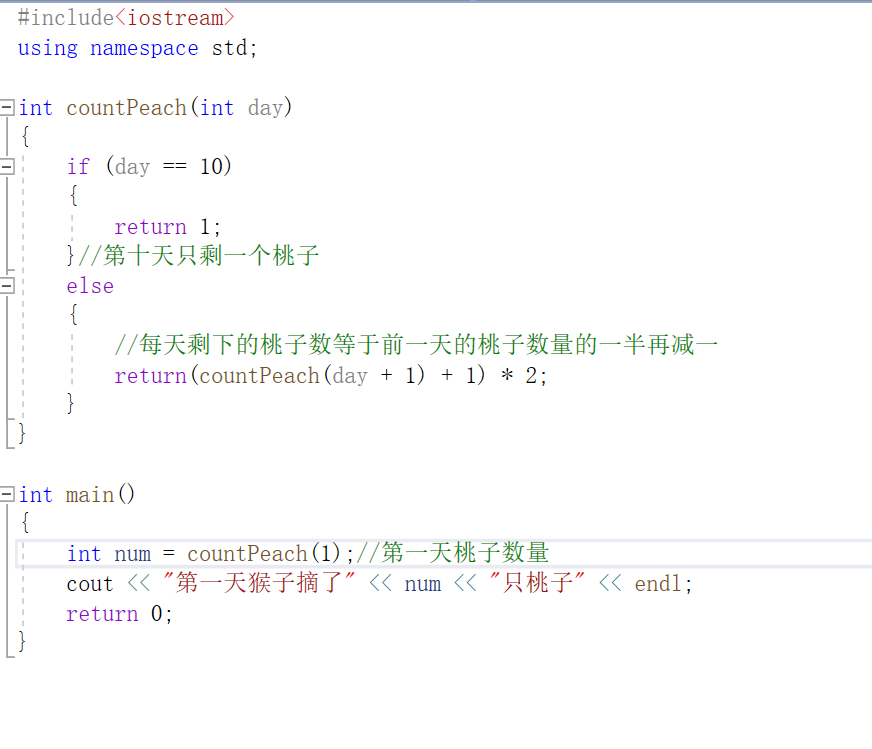 #include<iostream>
using namespace std;
int countPeach(int day)
{
if (day == 10)
{
return 1;
}//第十天只剩一个桃子
else
{
//每天剩下的桃子数等于前一天的桃子数量的一半再减一
return(countPeach(day + 1) + 1) * 2;
}
}
int main()
{
int num = countPeach(1);//第一天桃子数量
cout << "第一天猴子摘了" << num << "只桃子" << endl;
return 0;
}